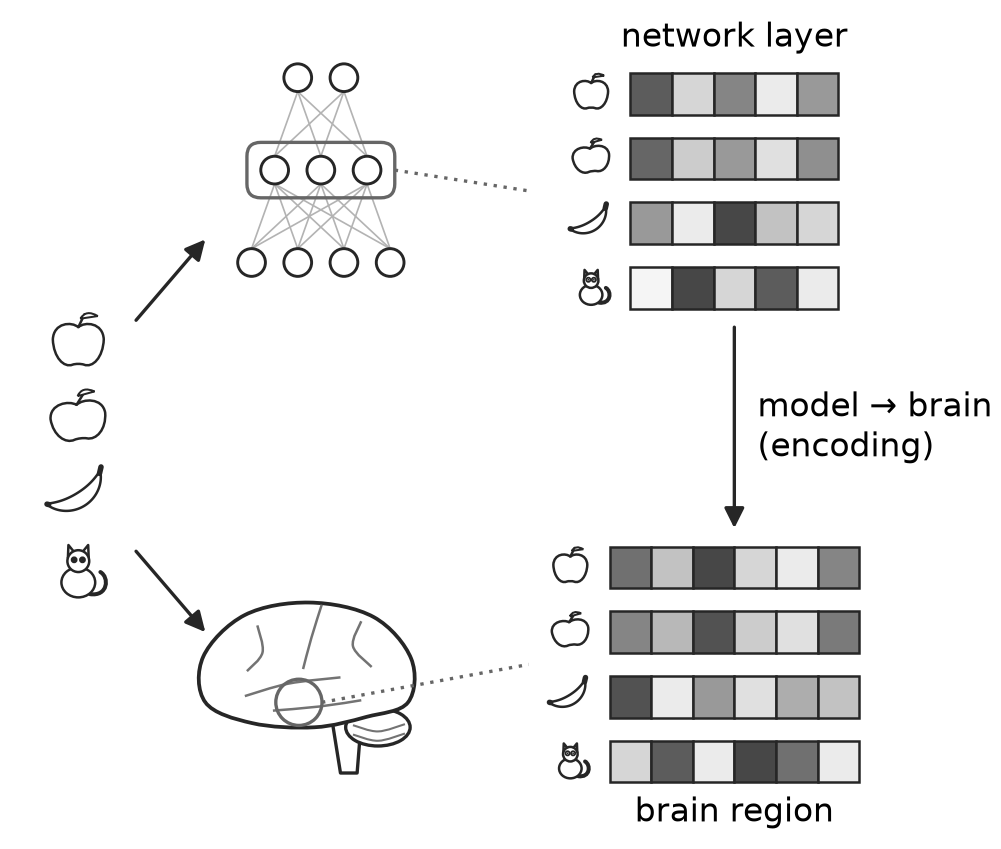 network layer
model → brain
(encoding)
brain region